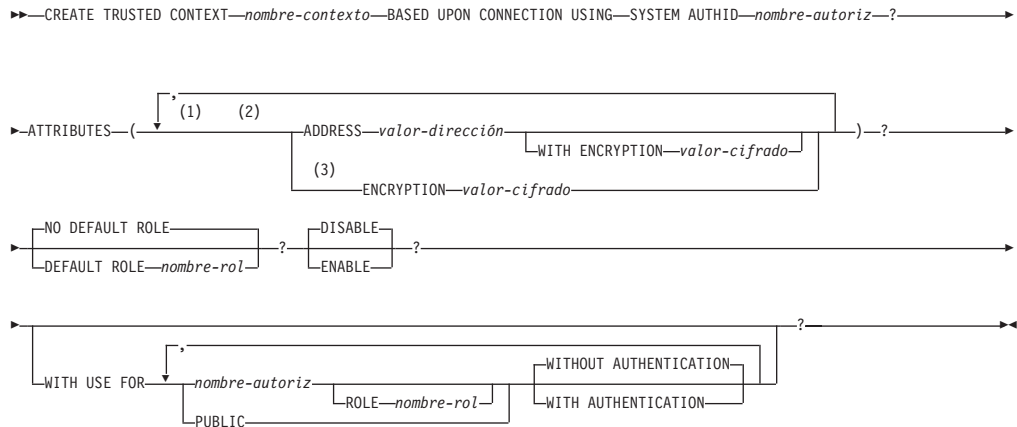 CREATE TRUSTED CONTEXT nombre-contexto BASED UPON CONNECTION USING SYSTEM AUTHID nombre-autoriz ?
,
(1) (2)
ATTRIBUTES ( ADDRESS valor-dirección ) ?
WITH ENCRYPTION valor-cifrado
(3)
ENCRYPTION valor-cifrado
NO DEFAULT ROLE DISABLE
? ?
DEFAULT ROLE nombre-rol ENABLE
?
,
WITHOUT AUTHENTICATION
WITH USE FOR nombre-autoriz
ROLE nombre-rol WITH AUTHENTICATION
PUBLIC